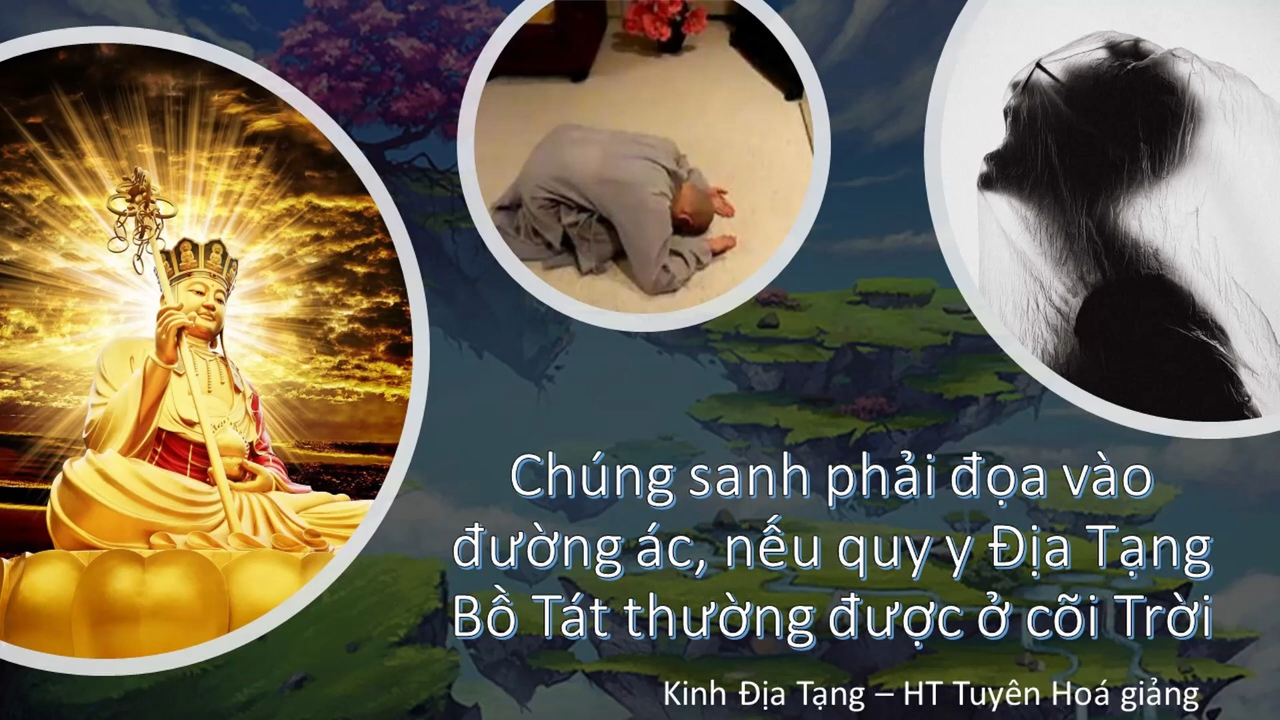 Chúng sanh phải đọa vào
đường ác, nếu quy y Địa Tạng
Bồ Tát thường được ở cõi Trời
Kinh Địa Tạng – HT Tuyên Hoá giảng